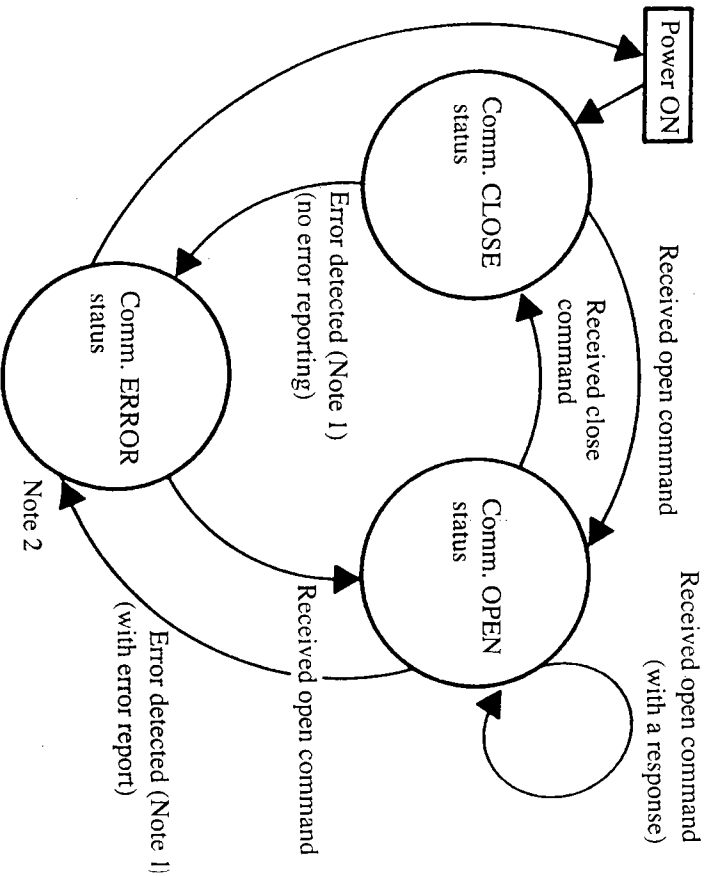 Power ON
Comm. CLOSE
status
Received open command
Received close
command
Error detected (Note 1)
(no error reporting)
Comm. OPEN
status
Received open command
(with a response)
Comm. ERROR
status
Note 2
Received open command
Error detected (Note 1)
(with error report)